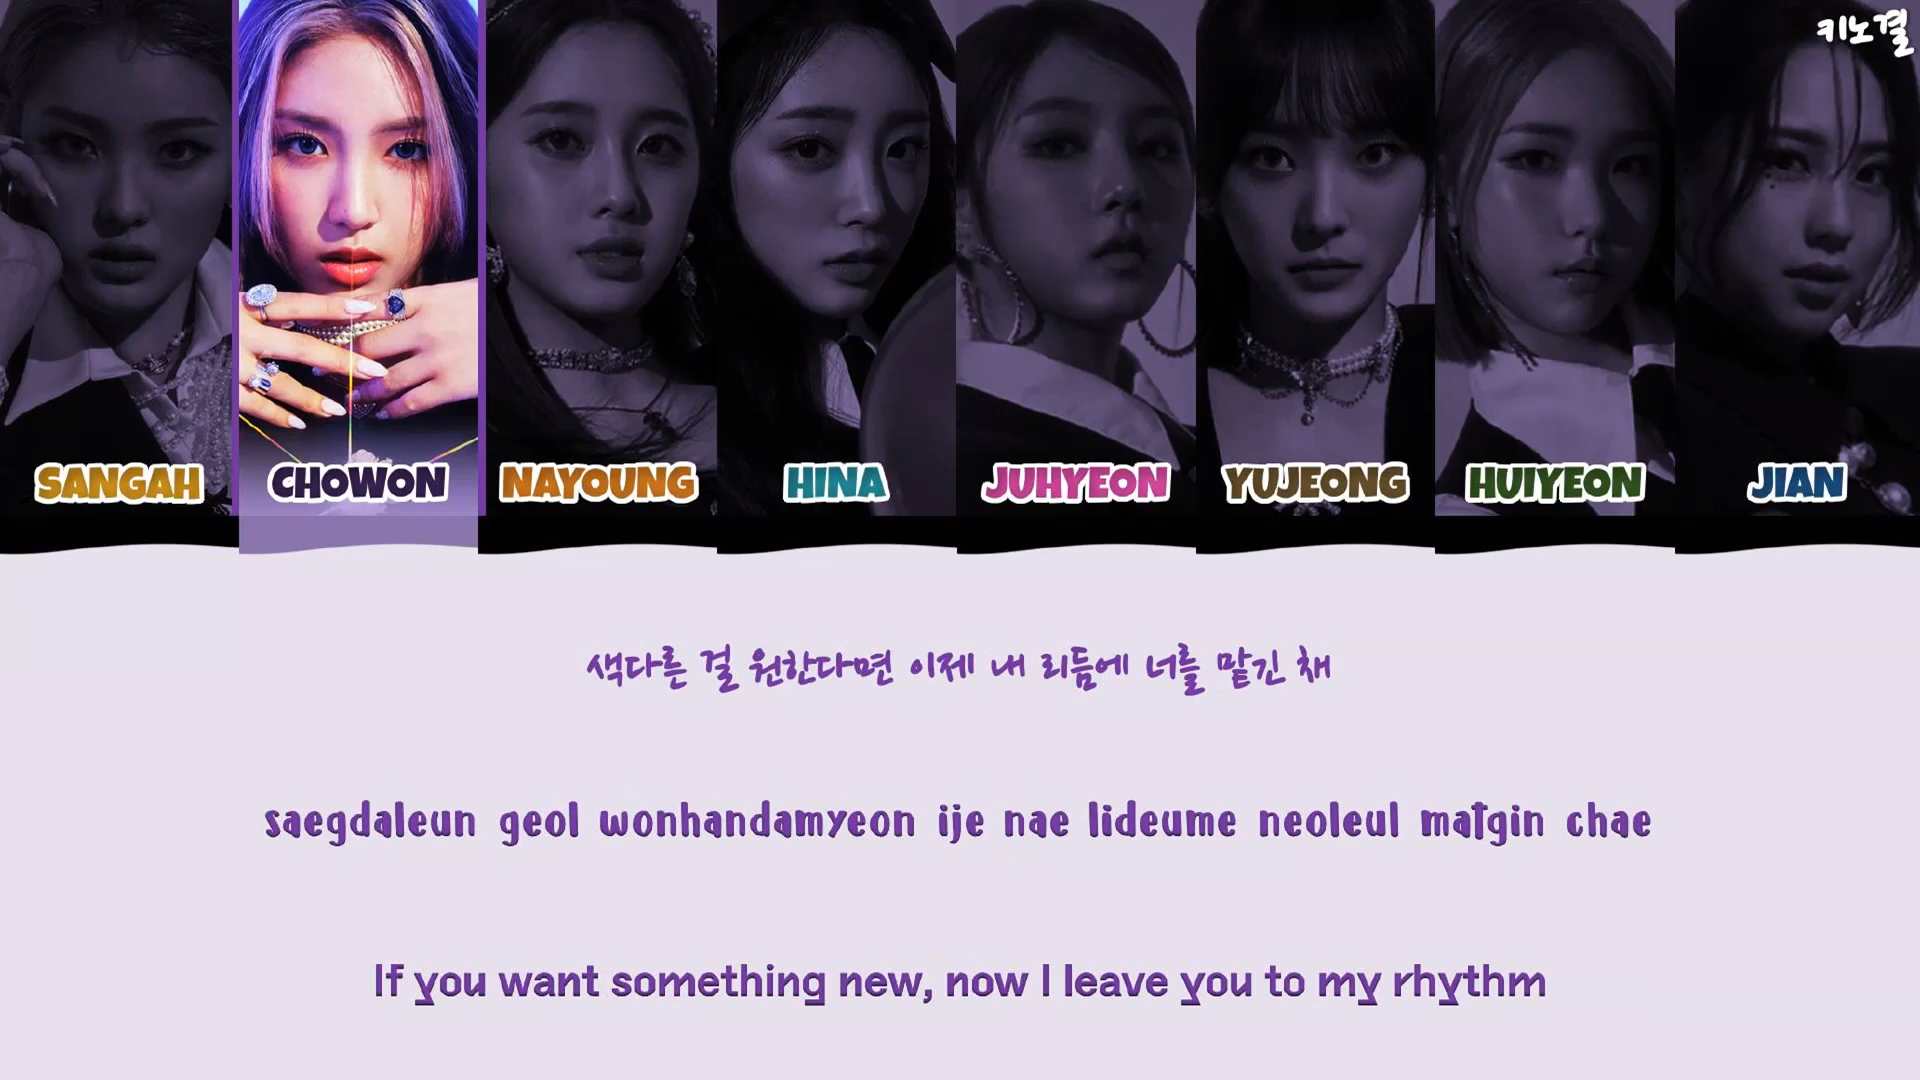 키노결
SANGAH CHOWON NAYOUNG HINA JUHYEON YUJEONG HUIYEON JIAN
색다른 걸 원한다면 이제 내 리듬에 너를 맡긴 채
saegdaleun geol wonhandamyeon ije nae lideume neoleul matgin chae
If you want something new, now I leave you to my rhythm